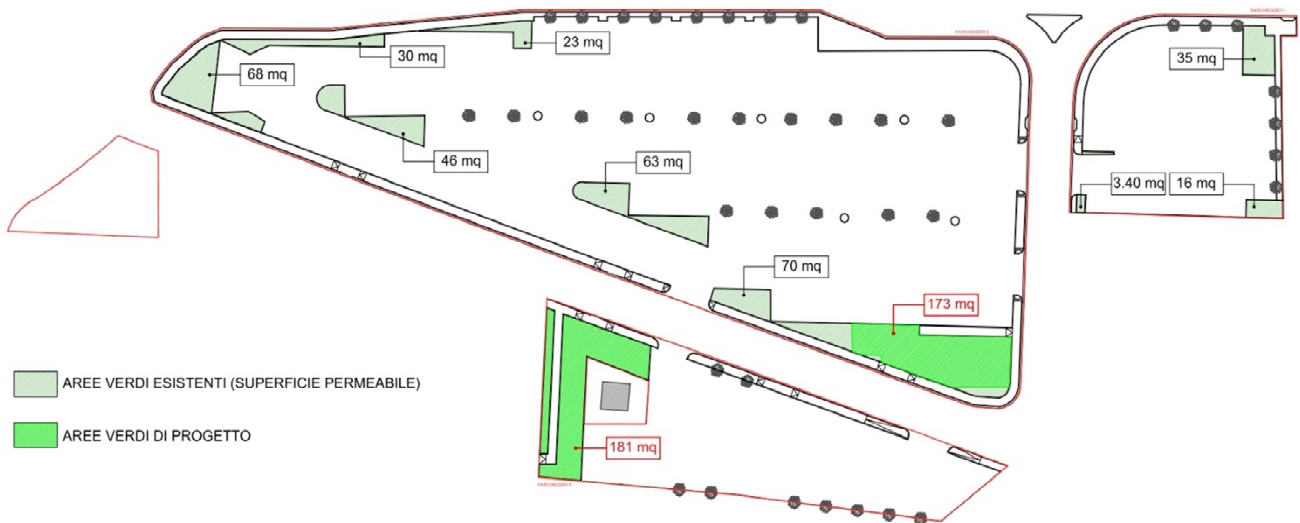 23 mq
30 mq
68 mq
35 mq
46 mq
63 mq
3.40 mq
16 mq
70 mq
173 mq
AREE VERDI ESISTENTI (SUPERFICIE PERMEABILE)
AREE VERDI DI PROGETTO
181 mq